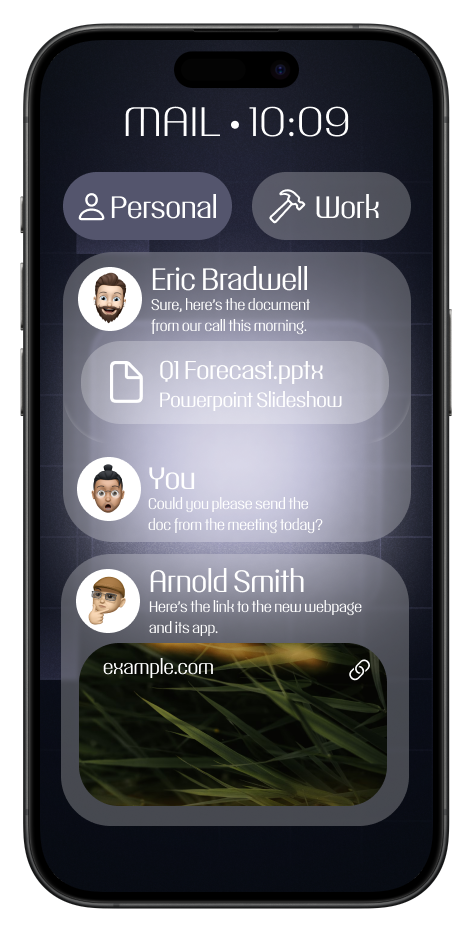 MAIL • 10:09
Personal
Work
Eric Bradwell
Sure, here's the document
from our call this morning.
Q1 Forecast.pptx
Powerpoint Slideshow
You
Could you please send the
doc from the meeting today?
Arnold Smith
Here's the link to the new webpage
and its app.
example.com